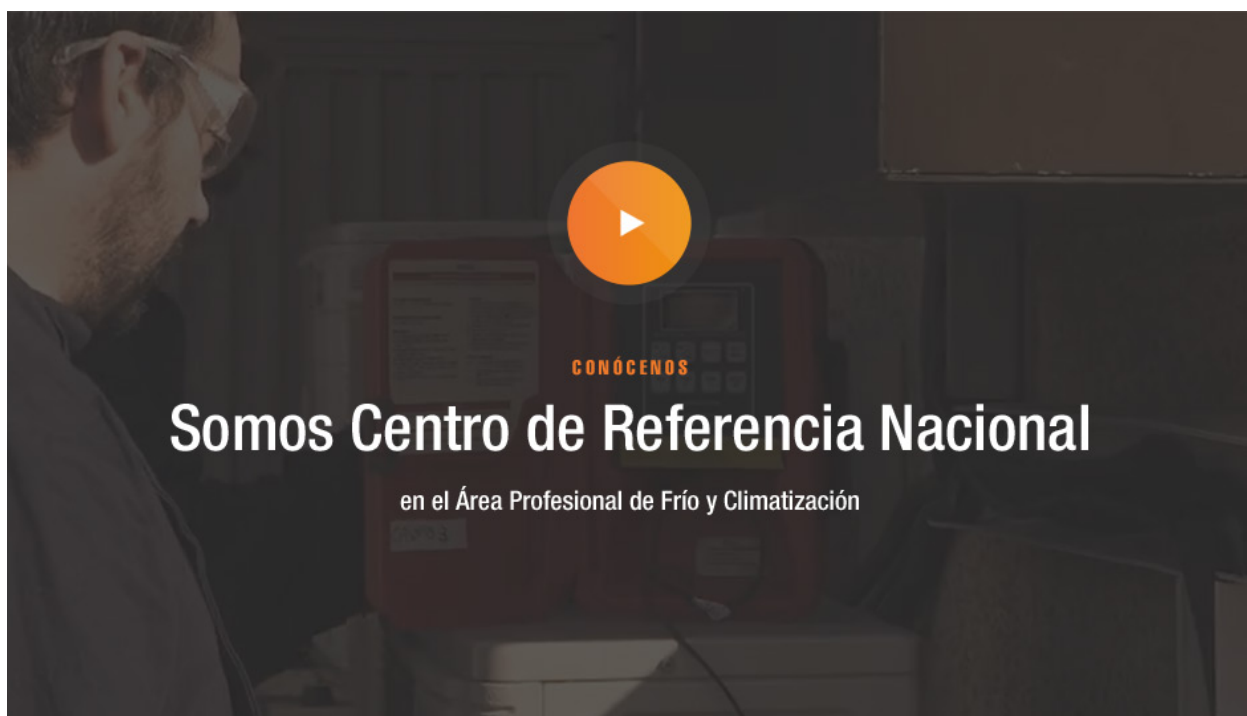 CONÓCENOS
Somos Centro de Referencia Nacional
en el Área Profesional de Frío y Climatización